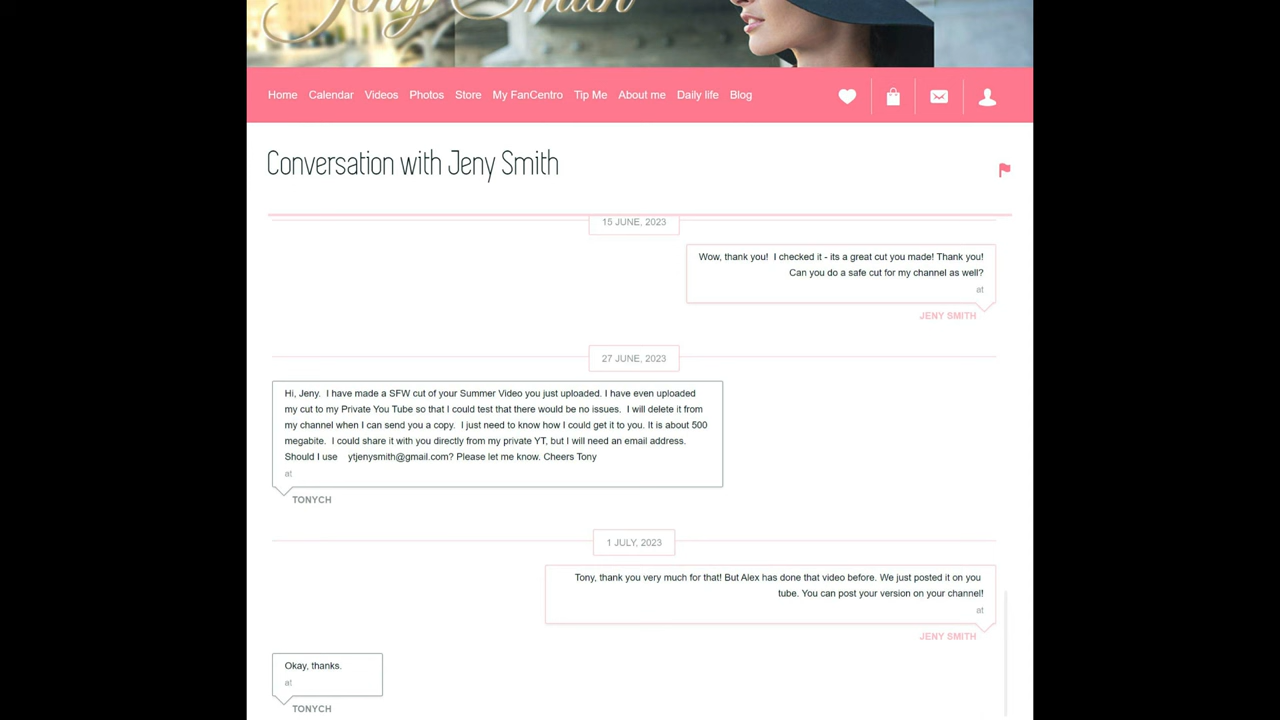 Jeny Smith
Home Calendar Videos Photos Store My FanCentro Tip Me About me Daily life Blog
Conversation with Jeny Smith
15 JUNE, 2023
Wow, thank you! I checked it - its a great cut you made! Thank you!
Can you do a safe cut for my channel as well?
at
JENY SMITH
27 JUNE, 2023
Hi, Jeny. I have made a SFW cut of your Summer Video you just uploaded. I have even uploaded
my cut to my Private You Tube so that I could test that there would be no issues. I will delete it from
my channel when I can send you a copy. I just need to know how I could get it to you. It is about 500
megabite. I could share it with you directly from my private YT, but I will need an email address.
Should I use ytjenysmith@gmail.com? Please let me know. Cheers Tony
at
TONYCH
1 JULY, 2023
Tony, thank you very much for that! But Alex has done that video before. We just posted it on you
tube. You can post your version on your channel!
at
JENY SMITH
Okay, thanks.
at
TONYCH